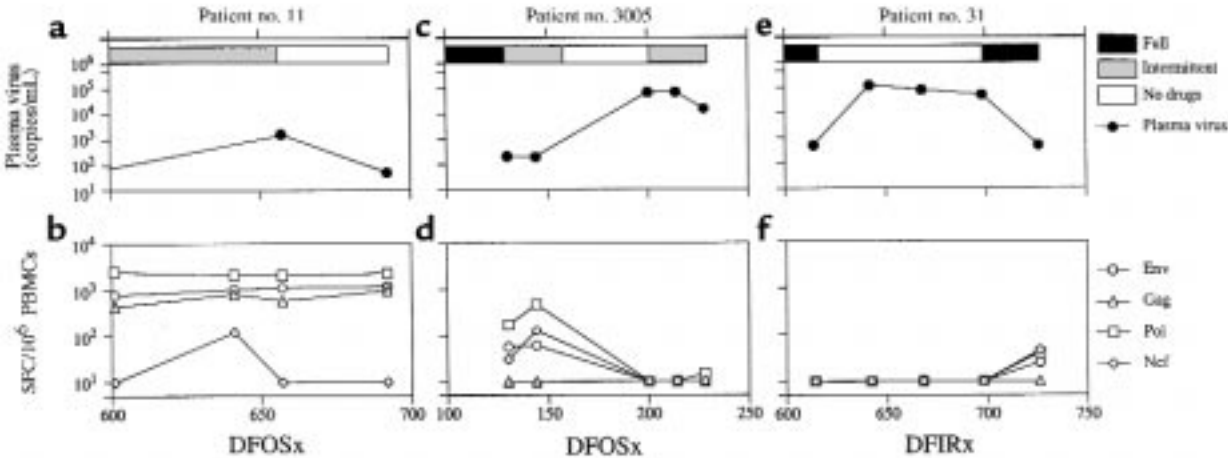 Patient no. 11
Patient no. 3005
Patient no. 31
a
c
e
Plasma virus
(copies/mL)
10⁶
10⁵
10⁴
10³
10²
10¹
Full
Intermittent
No drugs
Plasma virus
b
d
f
SFC/10⁶ PBMCs
10⁴
10³
10²
10¹
600 650 700
100 150 200 250
600 650 700 750
DFOSx
DFOSx
DFIRx
Env
Gag
Pol
Nef